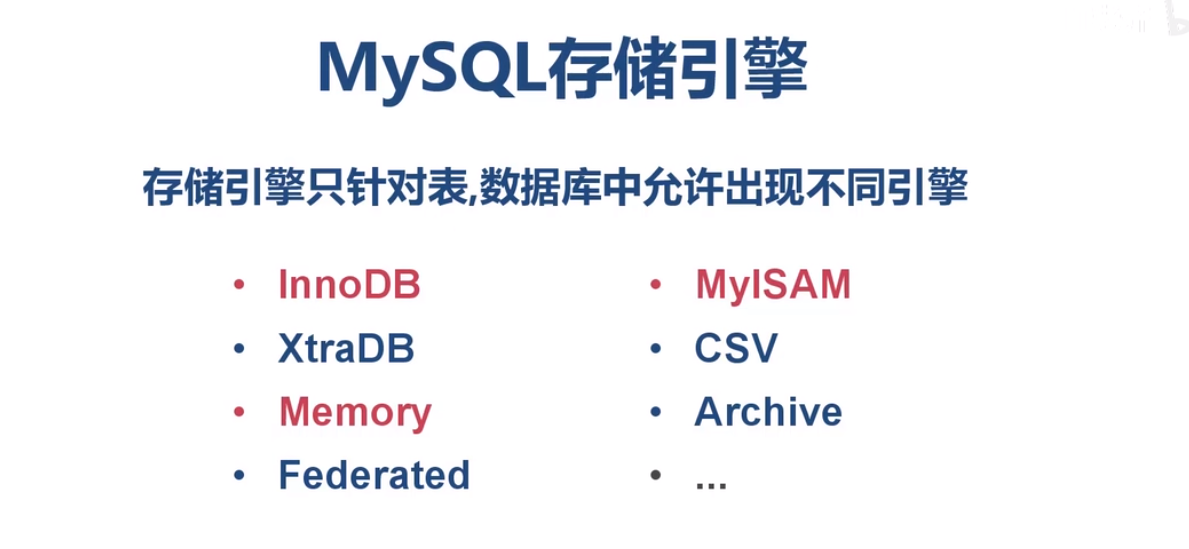 MySQL存储引擎
存储引擎只针对表,数据库中允许出现不同引擎
• InnoDB
• XtraDB
• Memory
• Federated
• MyISAM
• CSV
• Archive
• ...